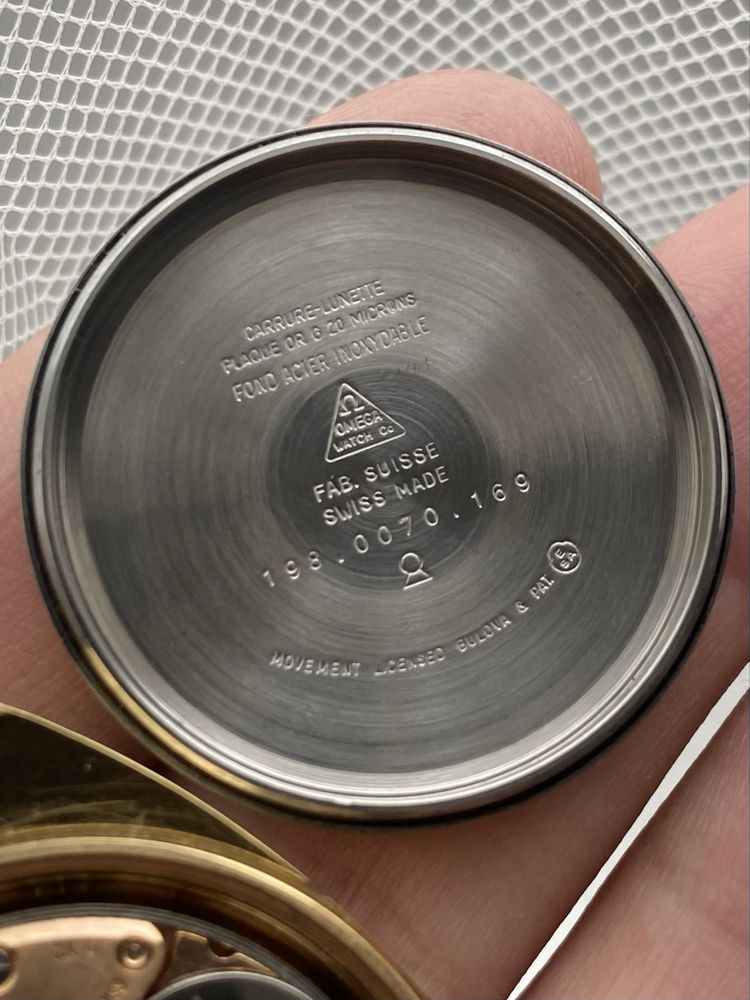 CARRURE-LUNETTE
PLAQUE OR G 20 MICRONS
FOND ACIER INOXYDABLE
Ω
OMEGA
WATCH Co
FAB. SUISSE
SWISS MADE
198.0070.169
MOVEMENT LICENSED BULOVA & PAT. ESA